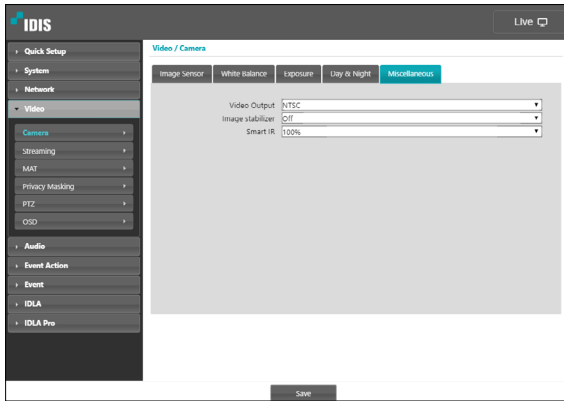 IDIS
Live
Quick Setup
System
Network
Video
Camera
Streaming
MAT
Privacy Masking
PTZ
OSD
Audio
Event Action
Event
IDLA
IDLA Pro
Video / Camera
Image Sensor
White Balance
Exposure
Day & Night
Miscellaneous
Video Output NTSC
Image stabilizer Off
Smart IR 100%
Save